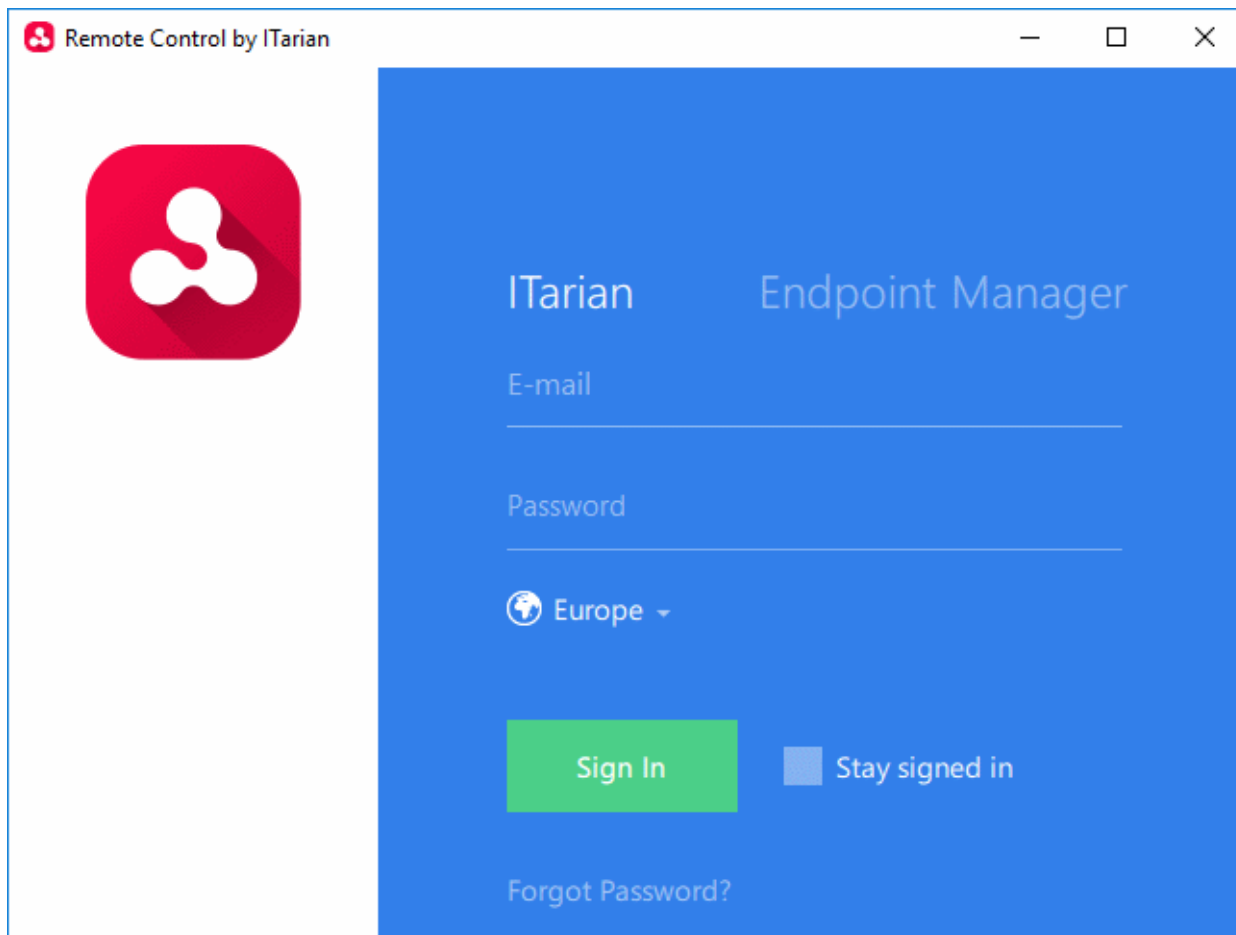 Remote Control by ITarian
ITarian Endpoint Manager
E-mail
Password
Europe
Sign In Stay signed in
Forgot Password?